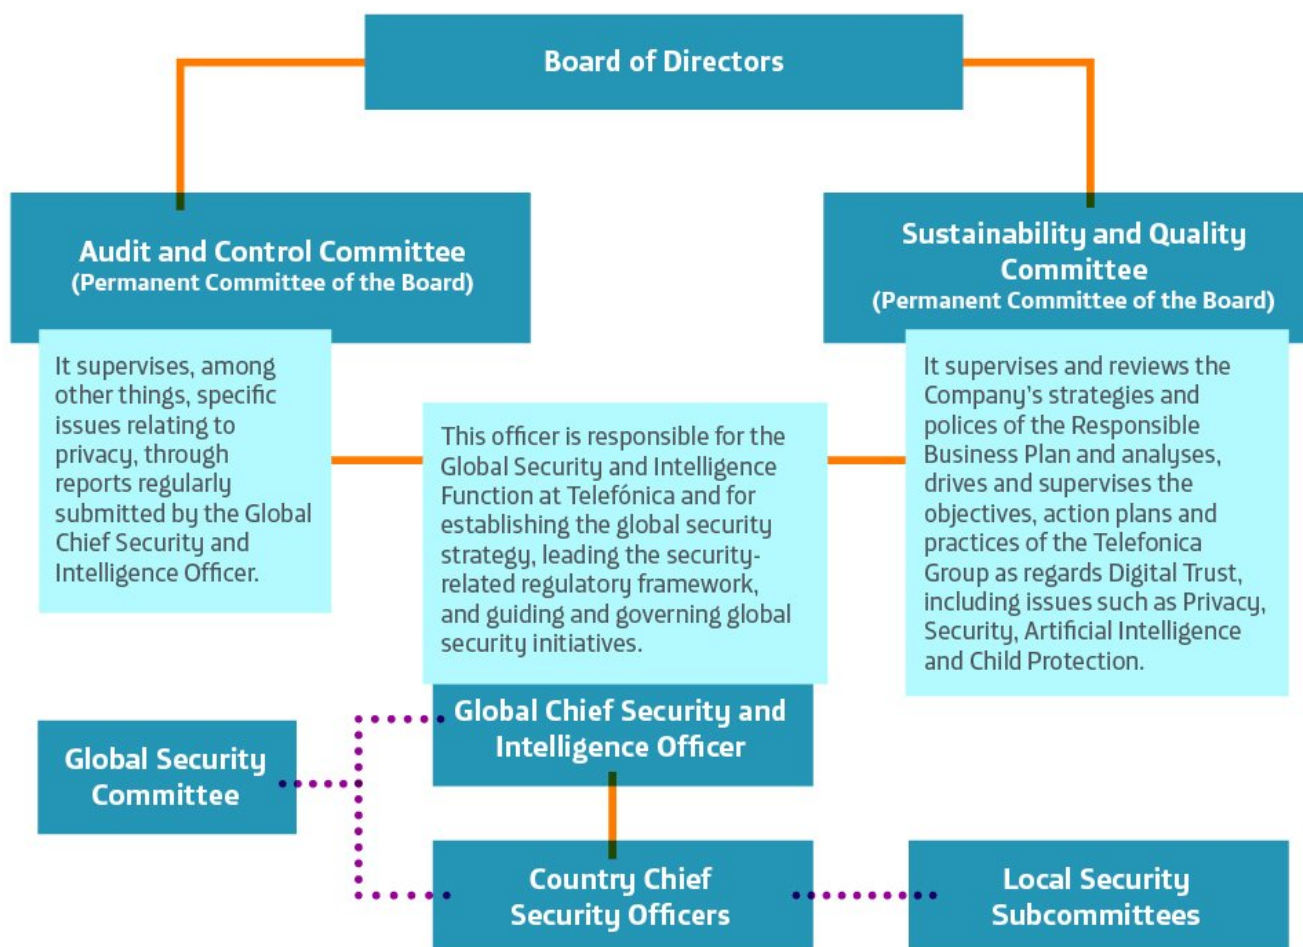 Board of Directors
Audit and Control Committee
(Permanent Committee of the Board)
Sustainability and Quality
Committee
(Permanent Committee of the Board)
It supervises, among
other things, specific
issues relating to
privacy, through
reports regularly
submitted by the Global
Chief Security and
Intelligence Officer.
This officer is responsible for the
Global Security and Intelligence
Function at Telefónica and for
establishing the global security
strategy, leading the security-
related regulatory framework,
and guiding and governing global
security initiatives.
It supervises and reviews the
Company’s strategies and
polices of the Responsible
Business Plan and analyses,
drives and supervises the
objectives, action plans and
practices of the Telefonica
Group as regards Digital Trust,
including issues such as Privacy,
Security, Artificial Intelligence
and Child Protection.
Global Chief Security and
Intelligence Officer
Global Security
Committee
Country Chief
Security Officers
Local Security
Subcommittees